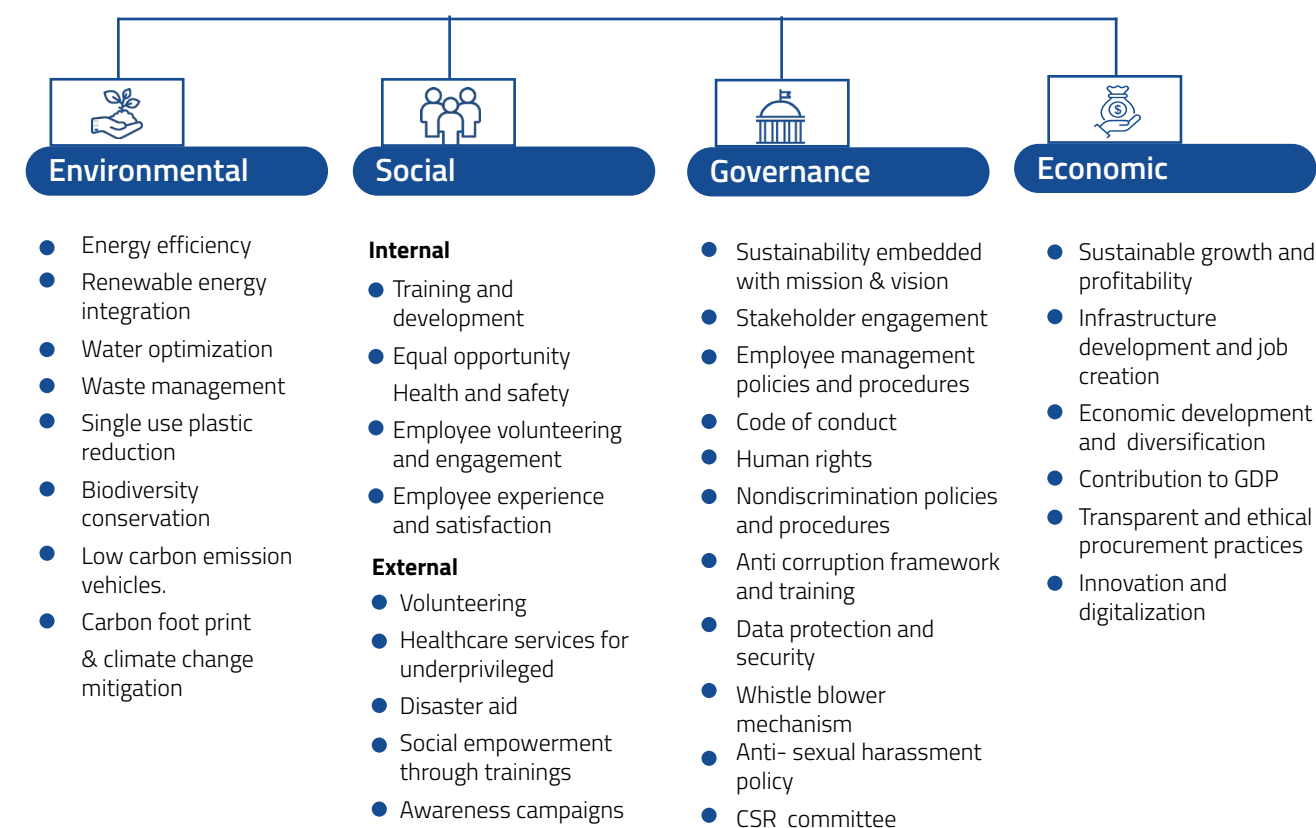 Environmental
Energy efficiency
Renewable energy
integration
Water optimization
Waste management
Single use plastic
reduction
Biodiversity
conservation
Low carbon emission
vehicles.
Carbon foot print
& climate change
mitigation
Social
Internal
Training and
development
Equal opportunity
Health and safety
Employee volunteering
and engagement
Employee experience
and satisfaction
External
Volunteering
Healthcare services for
underprivileged
Disaster aid
Social empowerment
through trainings
Awareness campaigns
Governance
Sustainability embedded
with mission & vision
Stakeholder engagement
Employee management
policies and procedures
Code of conduct
Human rights
Nondiscrimination policies
and procedures
Anti corruption framework
and training
Data protection and
security
Whistle blower
mechanism
Anti- sexual harassment
policy
CSR committee
Economic
$
Sustainable growth and
profitability
Infrastructure
development and job
creation
Economic development
and diversification
Contribution to GDP
Transparent and ethical
procurement practices
Innovation and
digitalization